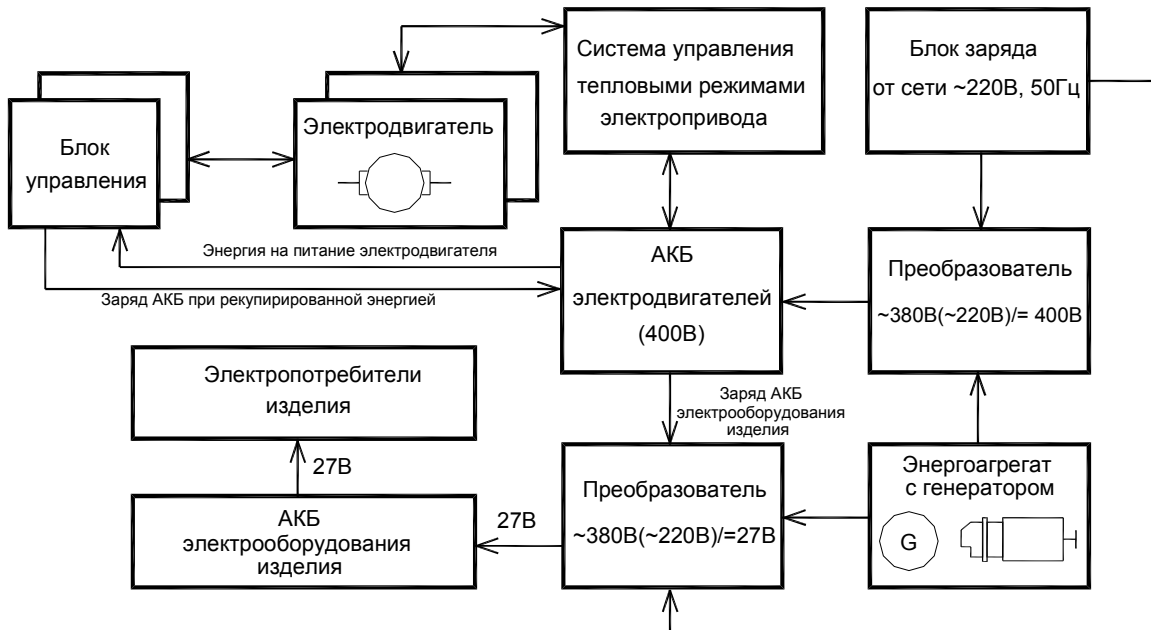 Система управления
тепловыми режимами
электропривода
Блок заряда
от сети ~220В, 50Гц
Электродвигатель
Блок
управления
Энергия на питание электродвигателя
Заряд АКБ при рекупирированной энергией
АКБ
электродвигателей
(400В)
Преобразователь
~380В(~220В)/= 400В
Электропотребители
изделия
Заряд АКБ
электрооборудования
изделия
27В
АКБ
электрооборудования
изделия
27В
Преобразователь
~380В(~220В)/=27В
Энергоагрегат
с генератором
G